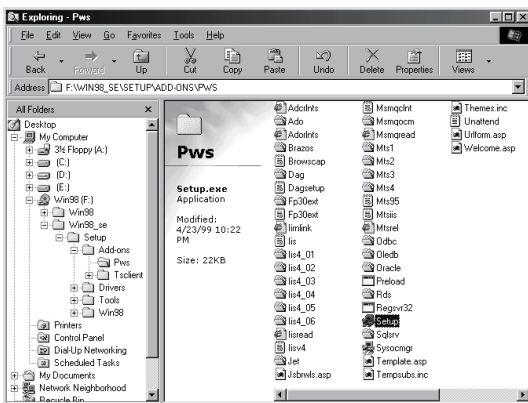 Exploring - Pws
File Edit View Go Favorites Tools Help
Back Forward Up Cut Copy Paste Undo Delete Properties Views
Address F:\WIN98_SE\SETUP\ADD-ONS\PWS
All Folders
Desktop
My Computer
3½ Floppy (A:)
(C:)
(D:)
(E:)
Win98 (F:)
Win98
Win98_se
Setup
Add-ons
Pws
Tsclient
Drivers
Tools
Win98
Printers
Control Panel
Dial-Up Networking
Scheduled Tasks
My Documents
Network Neighborhood
Recycle Bin
Pws
Setup.exe
Application
Modified:
4/23/99 10:22
PM
Size: 22KB
AdcrInts
Ado
AdorInts
Brazos
Browscap
Dag
Dagsetup
Fp30ext
Fp30ext
Iimlink
Iis
Iis4_01
Iis4_02
Iis4_03
Iis4_04
Iis4_05
Iis4_06
Iisread
Iisv4
Jet
Jsbrwls.asp
Msmqclnt
Msmqocm
Msmqread
Mts1
Mts2
Mts3
Mts4
Mts95
Mtsiis
Mtsrel
Odbc
Oledb
Oracle
Preload
Rds
Regsvr32
Setup
Sqlsrv
Sysocmgr
Template.asp
Tempsubs.inc
Themes.inc
Unattend
Urlform.asp
Welcome.asp